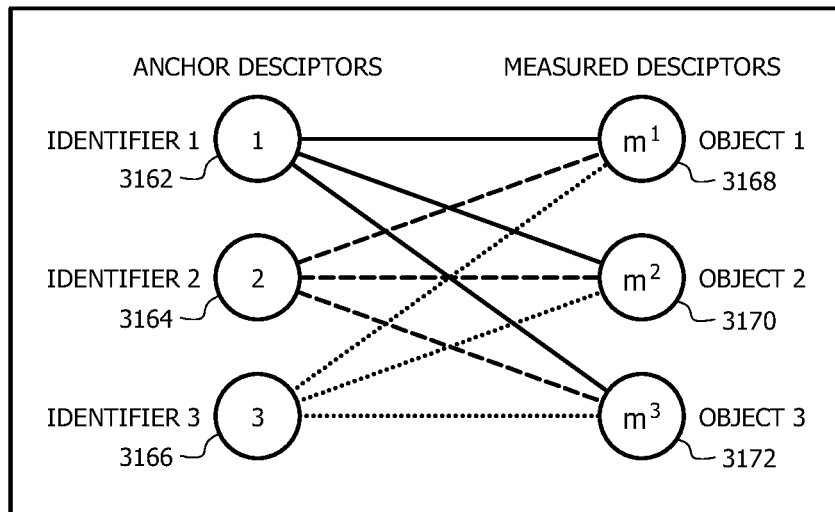 ANCHOR DESCIPTORS
MEASURED DESCIPTORS
IDENTIFIER 1
1
m¹
OBJECT 1
3162
3168
IDENTIFIER 2
2
m²
OBJECT 2
3164
3170
IDENTIFIER 3
3
m³
OBJECT 3
3166
3172